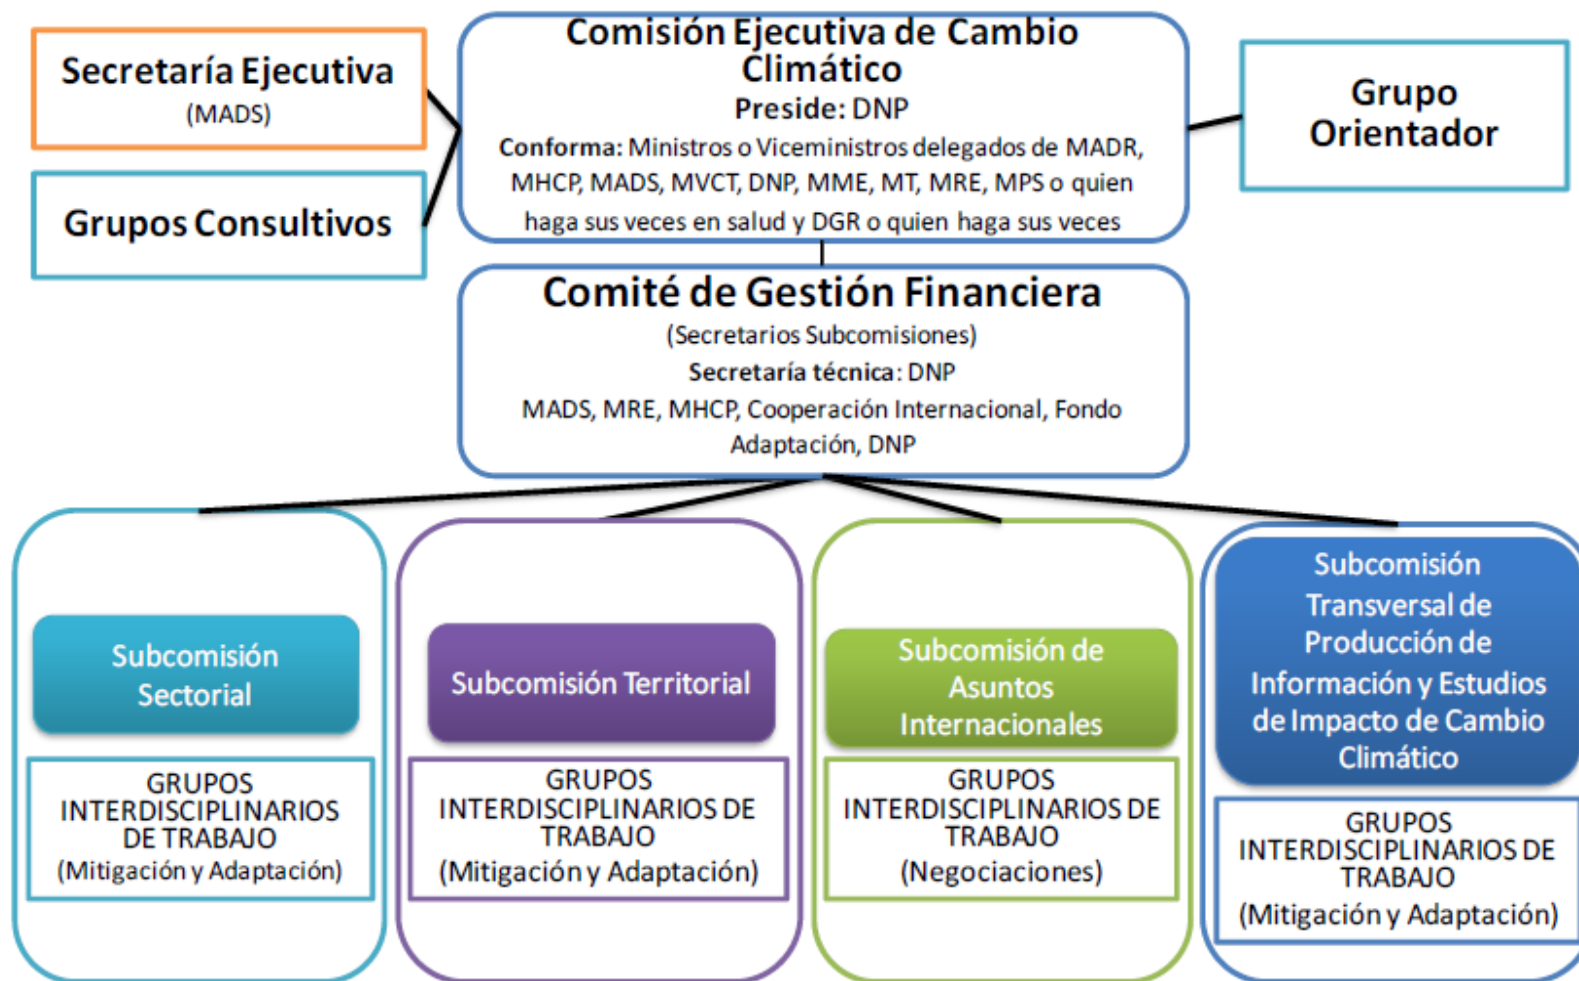 Secretaría Ejecutiva
(MADS)
Grupos Consultivos
Comisión Ejecutiva de Cambio
Climático
Preside: DNP
Conforma: Ministros o Viceministros delegados de MADR,
MHCP, MADS, MVCT, DNP, MME, MT, MRE, MPS o quien
haga sus veces en salud y DGR o quien haga sus veces
Grupo
Orientador
Comité de Gestión Financiera
(Secretarios Subcomisiones)
Secretaría técnica: DNP
MADS, MRE, MHCP, Cooperación Internacional, Fondo
Adaptación, DNP
Subcomisión
Sectorial
GRUPOS
INTERDISCIPLINARIOS
DE TRABAJO
(Mitigación y Adaptación)
Subcomisión Territorial
GRUPOS
INTERDISCIPLINARIOS DE
TRABAJO
(Mitigación y Adaptación)
Subcomisión de
Asuntos
Internacionales
GRUPOS
INTERDISCIPLINARIOS DE
TRABAJO
(Negociaciones)
Subcomisión
Transversal de
Producción de
Información y Estudios
de Impacto de Cambio
Climático
GRUPOS
INTERDISCIPLINARIOS DE
TRABAJO
(Mitigación y Adaptación)